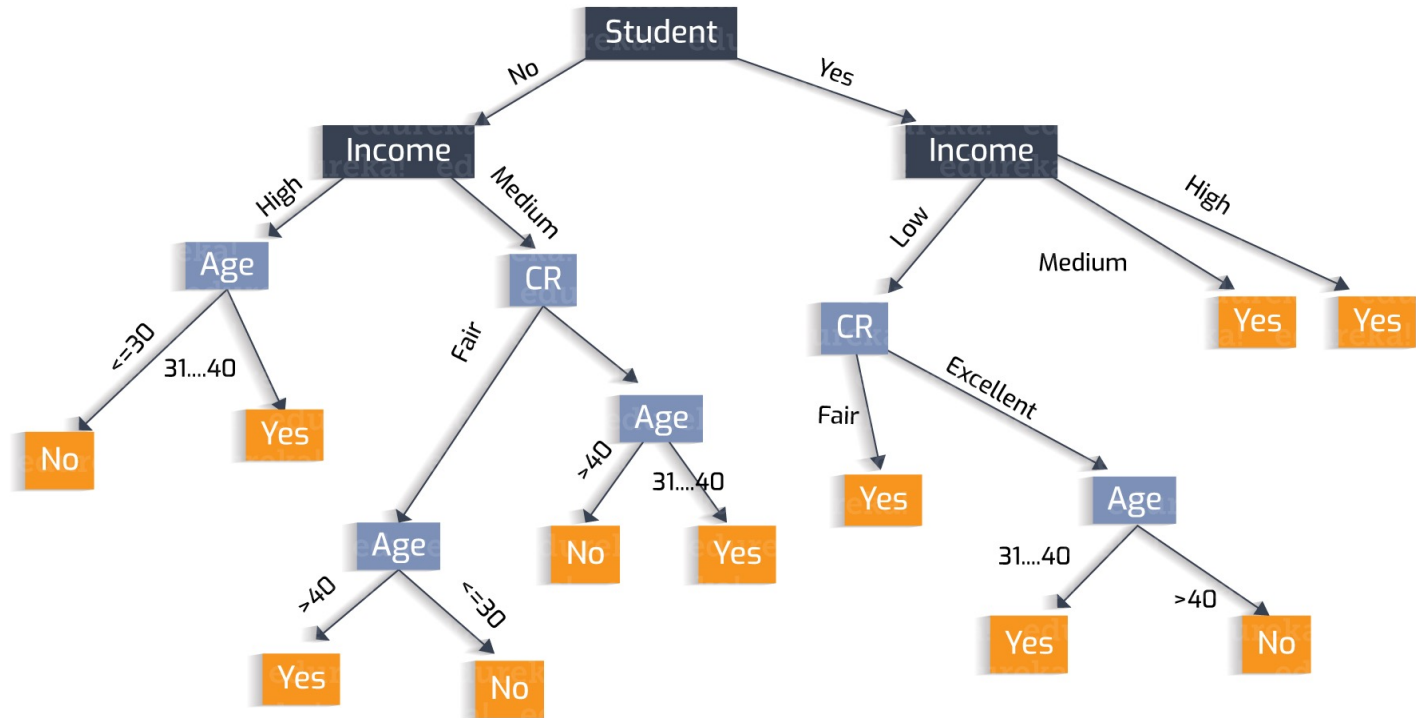 Student
No
Yes
Income
Income
High
Medium
Low
Medium
High
Age
CR
CR
Yes
Yes
<=30
31....40
Fair
Fair
Excellent
No
Yes
Age
>40
31....40
Yes
Age
Age
No
Yes
31....40
>40
>40
<=30
Yes
No
Yes
No
edureka!